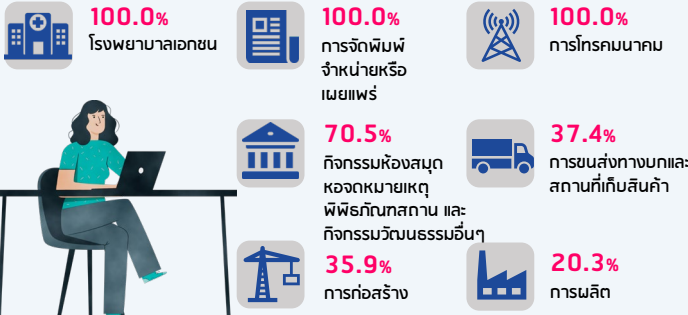 100.0%
โรงพยาบาลเอกชน
100.0%
การจัดพิมพ์
จำหน่ายหรือ
เผยแพร่
100.0%
การโทรคมนาคม
70.5%
กิจกรรมห้องสมุด
หอจดหมายเหตุ
พิพิธภัณฑสถาน และ
กิจกรรมวัฒนธรรมอื่นๆ
37.4%
การขนส่งทางบกและ
สถานที่เก็บสินค้า
35.9%
การก่อสร้าง
20.3%
การผลิต